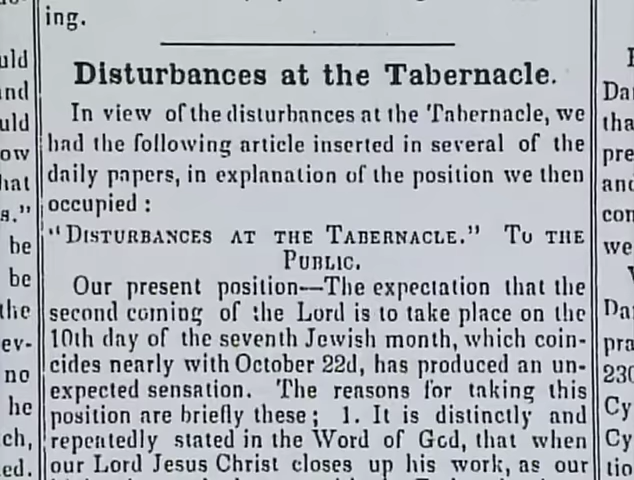 ing.
Disturbances at the Tabernacle.
In view of the disturbances at the Tabernacle, we
had the following article inserted in several of the
daily papers, in explanation of the position we then
occupied :
"DISTURBANCES AT THE TABERNACLE." TO THE
PUBLIC.
Our present position—The expectation that the
second coming of the Lord is to take place on the
10th day of the seventh Jewish month, which coin-
cides nearly with October 22d, has produced an un-
expected sensation. The reasons for taking this
position are briefly these ; 1. It is distinctly and
repeatedly stated in the Word of God, that when
our Lord Jesus Christ closes up his work, as our